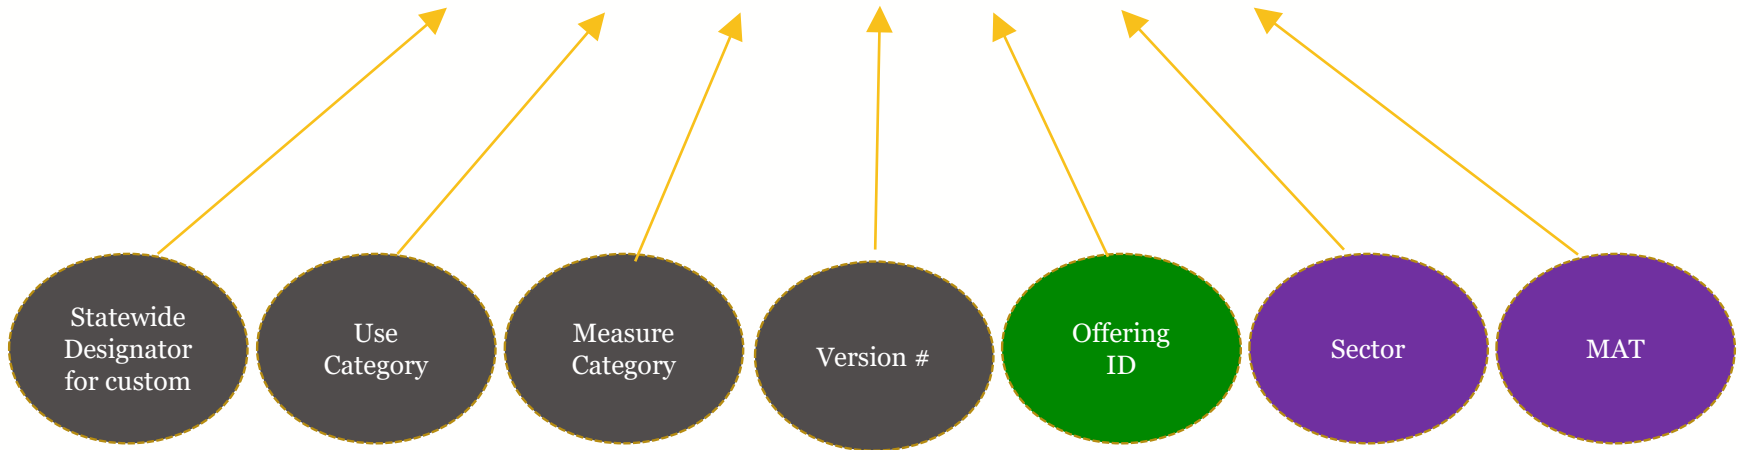 Statewide
Designator
for custom
Use
Category
Measure
Category
Version #
Offering
ID
Sector
MAT